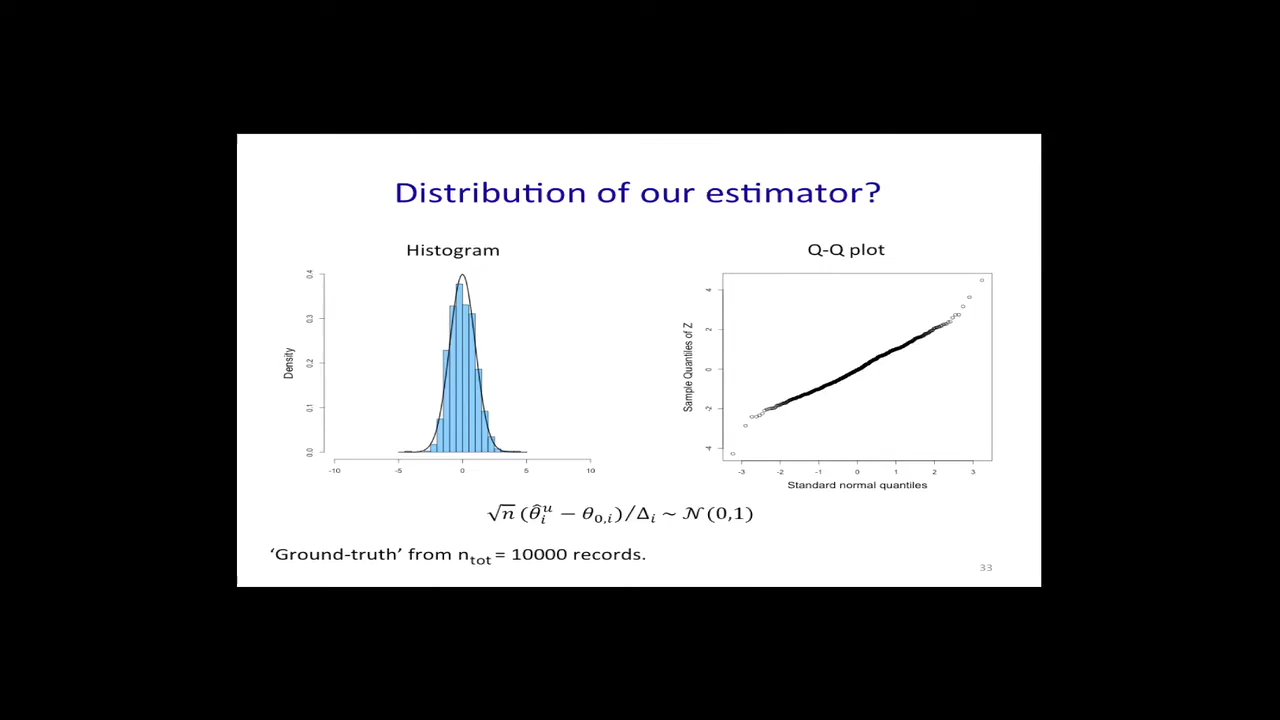 Distribution of our estimator?
Histogram
Q-Q plot
Density
0.0
0.1
0.2
0.3
0.4
-10
-5
0
5
10
Sample Quantiles of Z
-4
-2
0
2
4
-3
-2
-1
0
1
2
3
Standard normal quantiles
√n (θ̂ᵢᵘ − θ₀,ᵢ)/Δᵢ ~ 𝒩(0,1)
‘Ground-truth’ from n_tot = 10000 records.
33